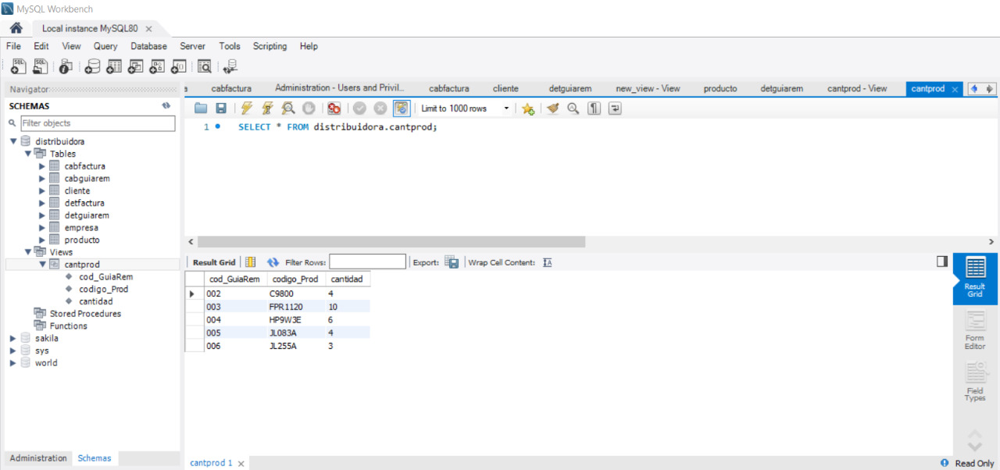 MySQL Workbench
Local instance MySQL80 ×
File Edit View Query Database Server Tools Scripting Help
Navigator
SCHEMAS
Filter objects
distribuidora
Tables
cabfactura
cabguiarem
cliente
detfactura
detguiarem
empresa
producto
Views
cantprod
cod_GuiaRem
codigo_Prod
cantidad
Stored Procedures
Functions
sakila
sys
world
Administration Schemas
a cabfactura Administration - Users and Privil... cabfactura cliente detguiarem new_view - View producto detguiarem cantprod - View cantprod ×
Limit to 1000 rows
1 SELECT * FROM distribuidora.cantprod;
Result Grid Filter Rows: Export: Wrap Cell Content:
cod_GuiaRem codigo_Prod cantidad
002 C9800 4
003 FPR1120 10
004 HP9W3E 6
005 JL083A 4
006 JL255A 3
Result
Grid
Form
Editor
Field
Types
cantprod 1 ×
Read Only